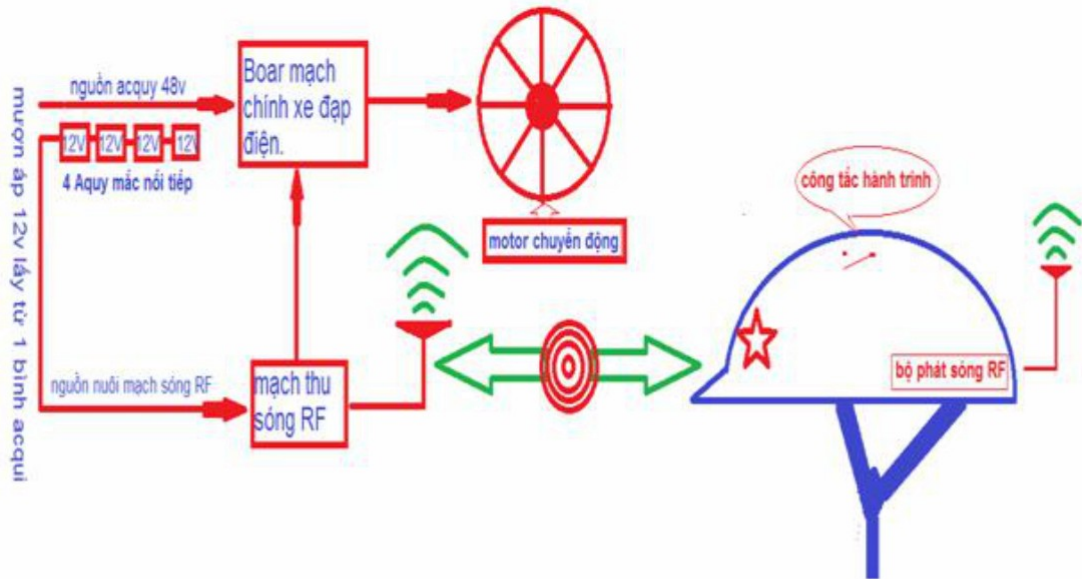 mượn áp 12v lấy từ 1 bình acqui
nguồn acquy 48v
12V 12V 12V 12V
4 Aquy mắc nối tiếp
Boar mạch
chính xe đạp
điện.
motor chuyển động
công tắc hành trình
nguồn nuôi mạch sóng RF
mạch thu
sóng RF
bộ phát sóng RF